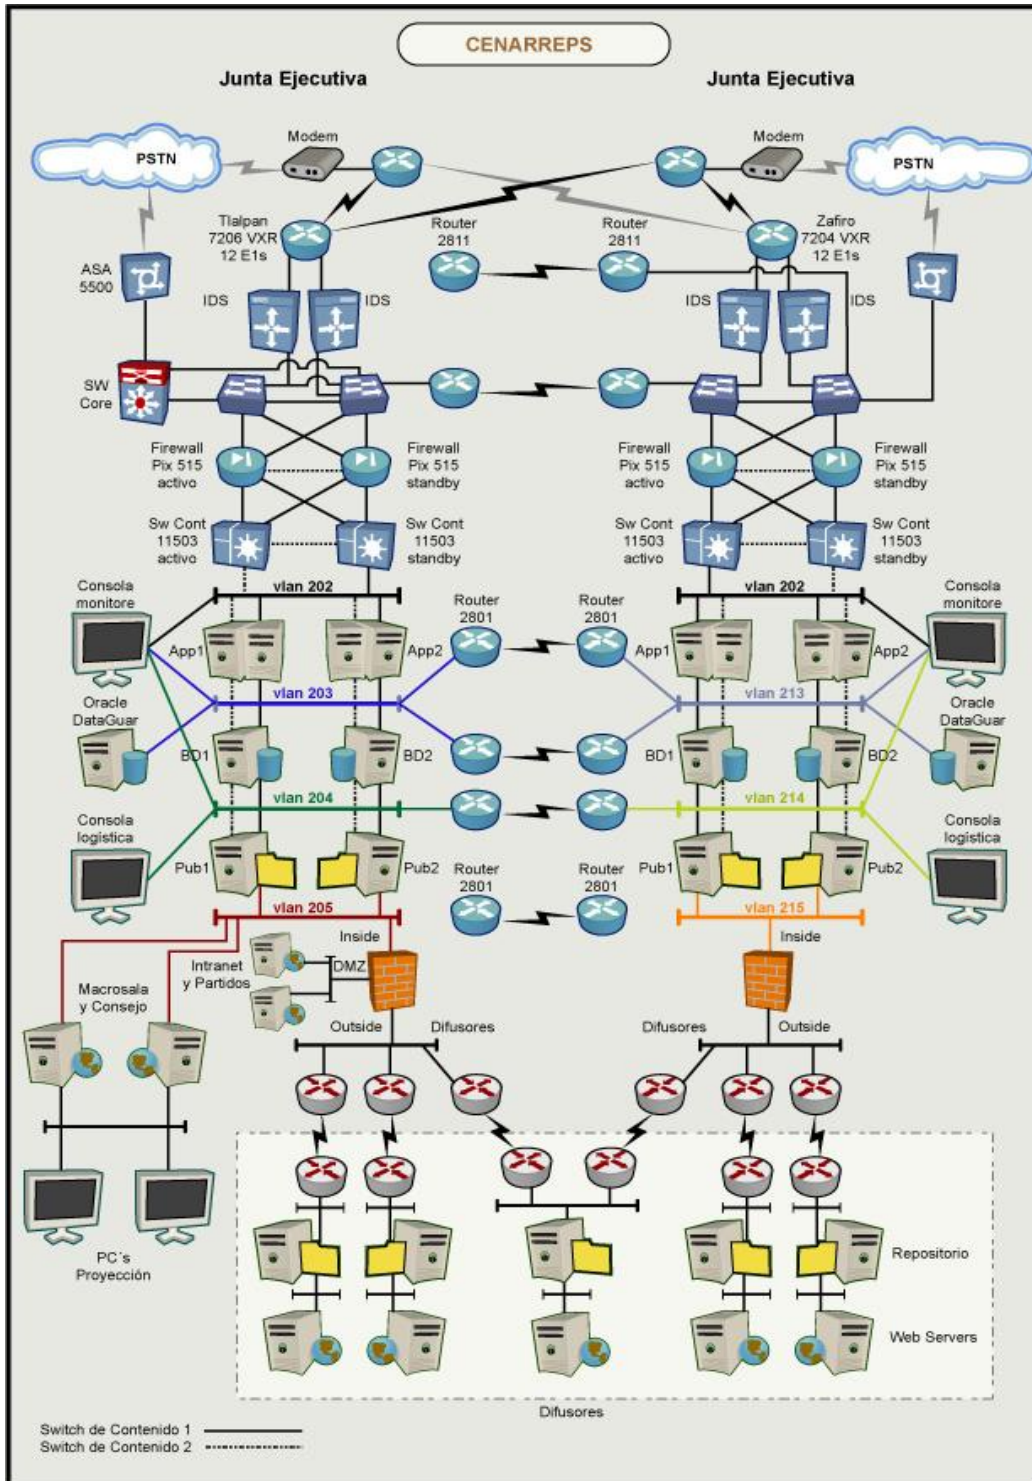 CENARREPS
Junta Ejecutiva
Junta Ejecutiva
Modem
Modem
PSTN
PSTN
Tlalpan
7206 VXR
12 E1s
Router
2811
Router
2811
Zafiro
7204 VXR
12 E1s
ASA
5500
IDS
IDS
IDS
IDS
SW
Core
Firewall
Pix 515
activo
Firewall
Pix 515
standby
Firewall
Pix 515
activo
Firewall
Pix 515
standby
Sw Cont
11503
activo
Sw Cont
11503
standby
Sw Cont
11503
activo
Sw Cont
11503
standby
Consola
monitore
vlan 202
Router
2801
Router
2801
vlan 202
Consola
monitore
App1
App2
App1
App2
vlan 203
vlan 213
Oracle
DataGuar
Oracle
DataGuar
BD1
BD2
BD1
BD2
vlan 204
vlan 214
Consola
logística
Consola
logística
Pub1
Pub2
Router
2801
Router
2801
Pub1
Pub2
vlan 205
vlan 215
Inside
Inside
Intranet
y Partidos
DMZ
Macrosala
y Consejo
Outside
Difusores
Difusores
Outside
PC´s
Proyección
Repositorio
Web Servers
Difusores
Switch de Contenido 1
Switch de Contenido 2